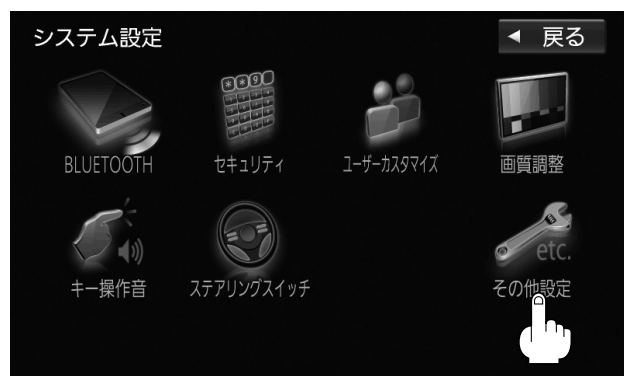 システム設定
戻る
BLUETOOTH
セキュリティ
ユーザーカスタマイズ
画質調整
etc.
キー操作音
ステアリングスイッチ
その他設定